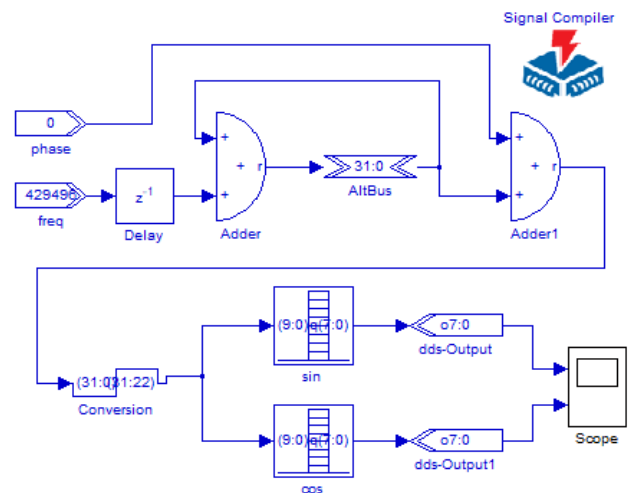 Signal Compiler
0
phase
429496
freq
z-1
Delay
+
+
+ r
Adder
31:0
AltBus
+
+
+ r
Adder1
(31:0)(31:22)
Conversion
(9:0)q(7:0)
sin
o7:0
dds-Output
(9:0)q(7:0)
cos
o7:0
dds-Output1
Scope